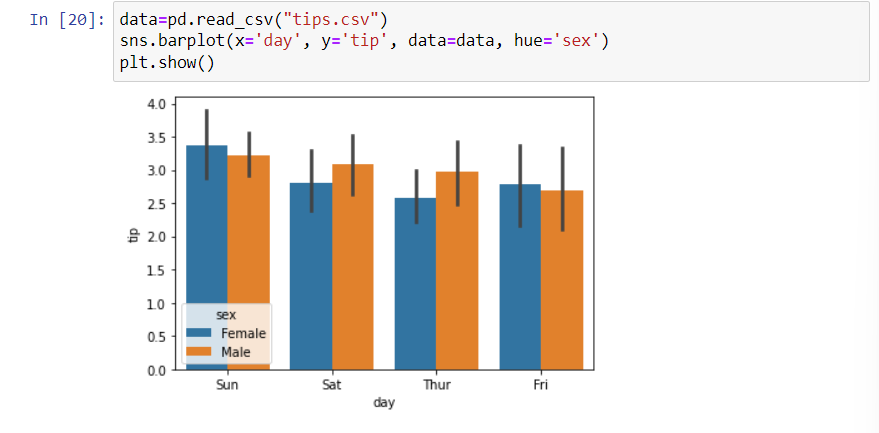 In [20]: data=pd.read_csv("tips.csv")
sns.barplot(x='day', y='tip', data=data, hue='sex')
plt.show()
4.0
3.5
3.0
2.5
2.0
1.5
1.0
0.5
0.0
tip
sex
Female
Male
Sun Sat Thur Fri
day